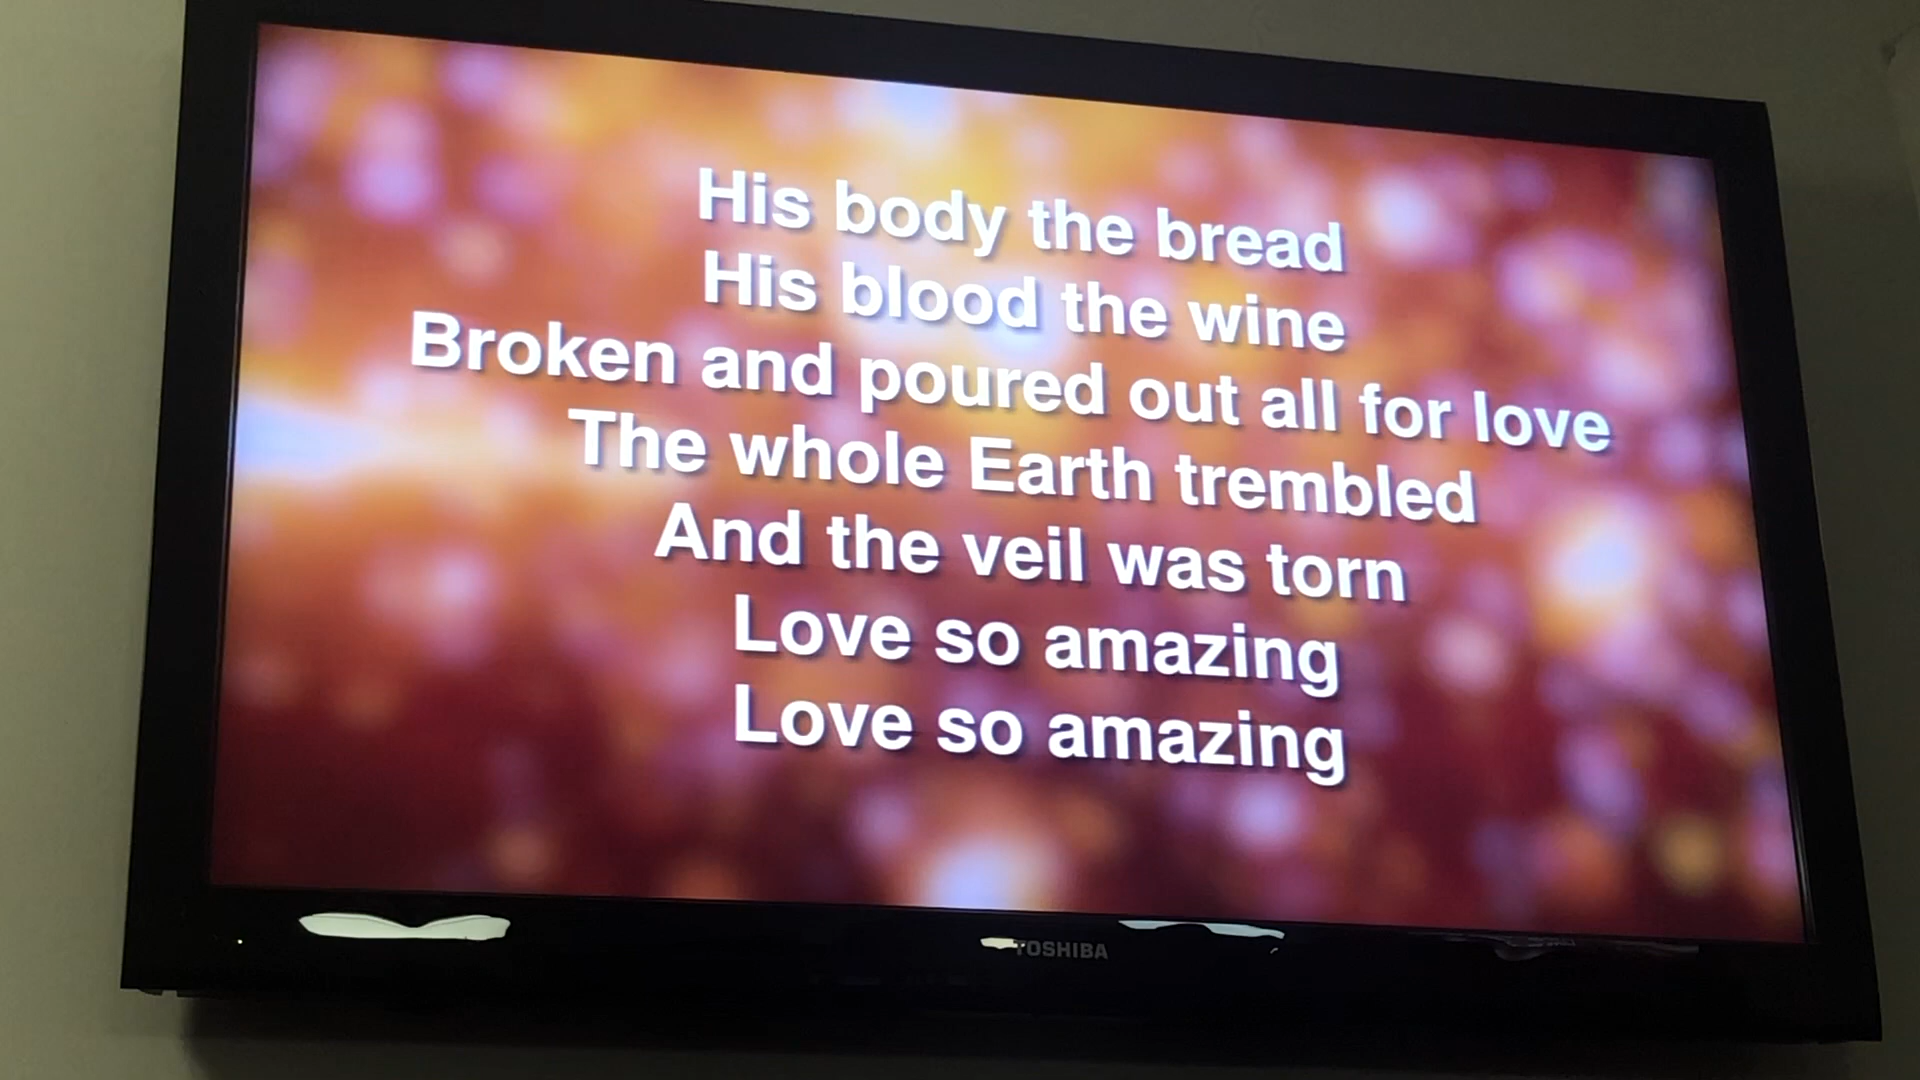 His body the bread
His blood the wine
Broken and poured out all for love
The whole Earth trembled
And the veil was torn
Love so amazing
Love so amazing
TOSHIBA